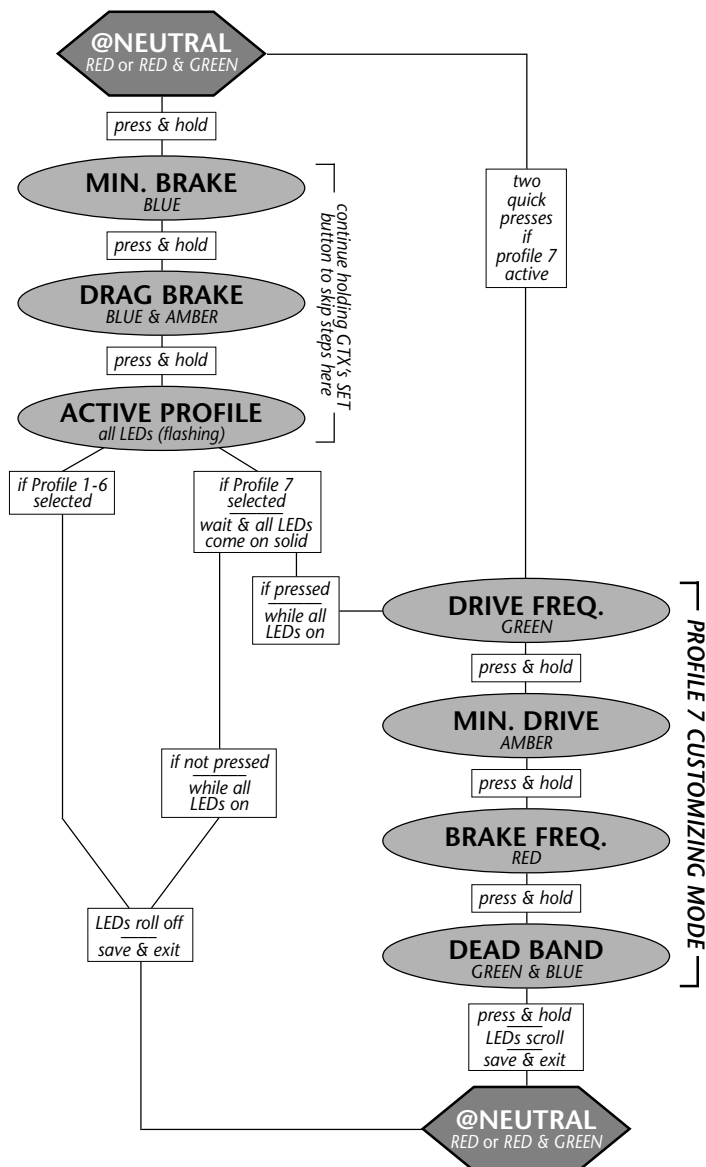 @NEUTRAL
RED or RED & GREEN
press & hold
MIN. BRAKE
BLUE
press & hold
DRAG BRAKE
BLUE & AMBER
press & hold
ACTIVE PROFILE
all LEDs (flashing)
continue holding GTX's SET
button to skip steps here
two
quick
presses
if
profile 7
active
if Profile 1-6
selected
if Profile 7
selected
wait & all LEDs
come on solid
if pressed
while all
LEDs on
if not pressed
while all
LEDs on
LEDs roll off
save & exit
DRIVE FREQ.
GREEN
press & hold
MIN. DRIVE
AMBER
press & hold
BRAKE FREQ.
RED
press & hold
DEAD BAND
GREEN & BLUE
PROFILE 7 CUSTOMIZING MODE
press & hold
LEDs scroll
save & exit
@NEUTRAL
RED or RED & GREEN